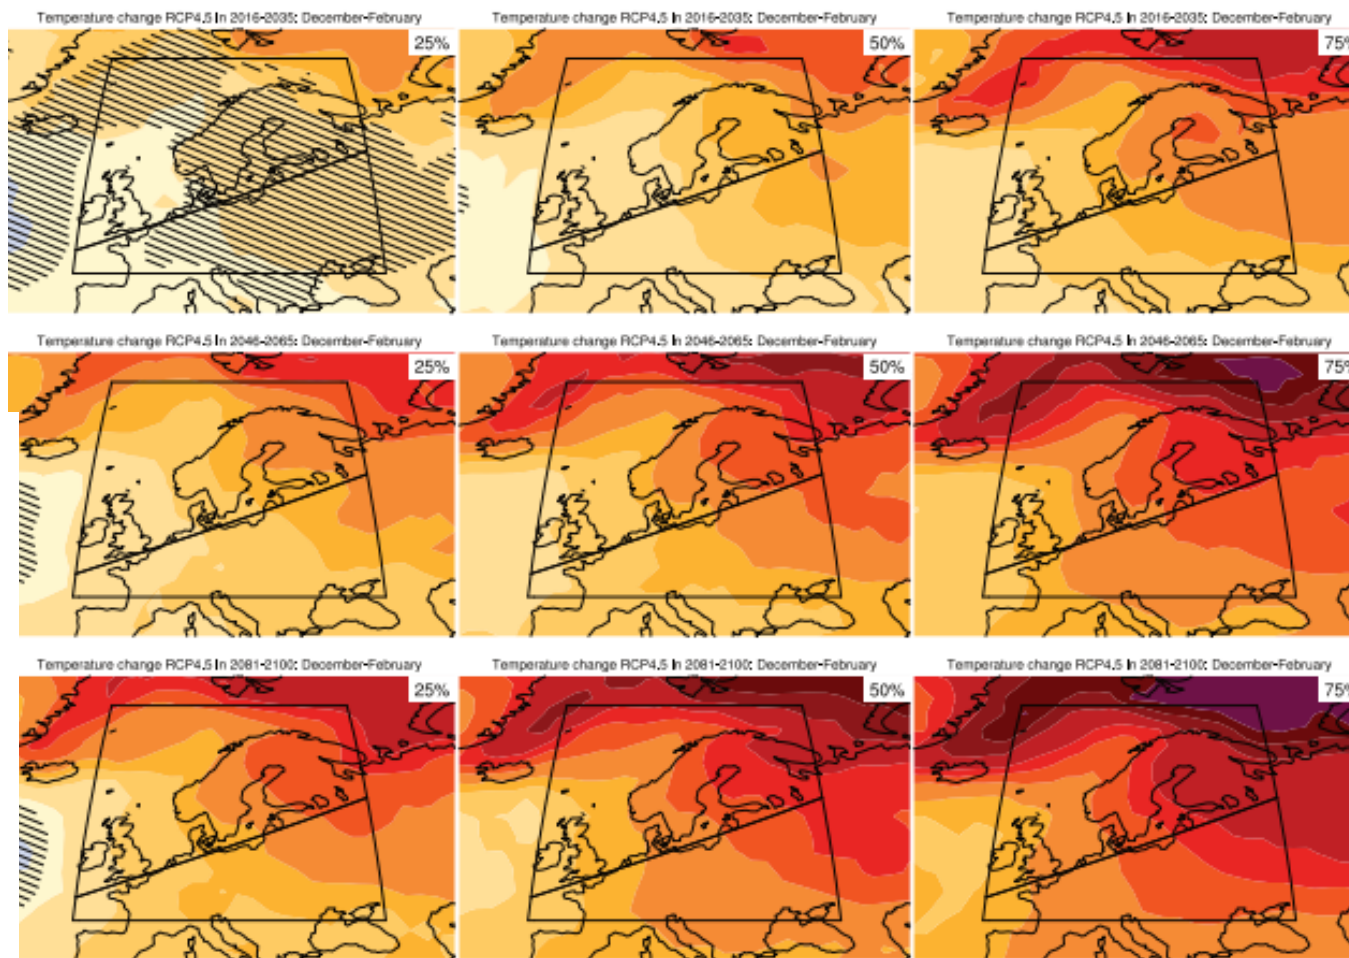 Temperature change RCP4.5 in 2016-2035: December-February
Temperature change RCP4.5 in 2016-2035: December-February
Temperature change RCP4.5 in 2016-2035: December-February
25%
50%
75%
Temperature change RCP4.5 in 2046-2065: December-February
Temperature change RCP4.5 in 2046-2065: December-February
Temperature change RCP4.5 in 2046-2065: December-February
25%
50%
75%
Temperature change RCP4.5 in 2081-2100: December-February
Temperature change RCP4.5 in 2081-2100: December-February
Temperature change RCP4.5 in 2081-2100: December-February
25%
50%
75%